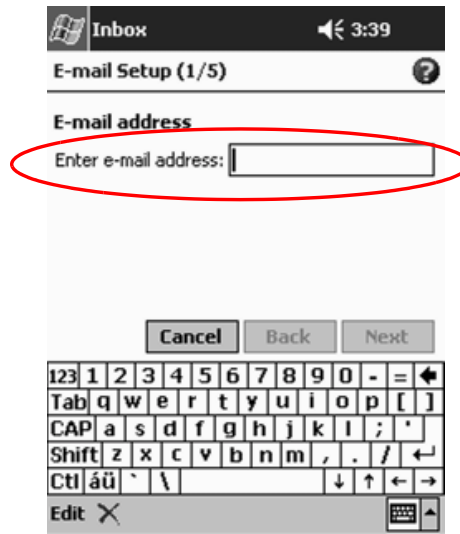 Inbox 3:39
E-mail Setup (1/5) ?
E-mail address
Enter e-mail address:
Cancel Back Next
123 1 2 3 4 5 6 7 8 9 0 - =
Tab q w e r t y u i o p [ ]
CAP a s d f g h j k l ; '
Shift z x c v b n m , . /
Ctl áü ` \
Edit